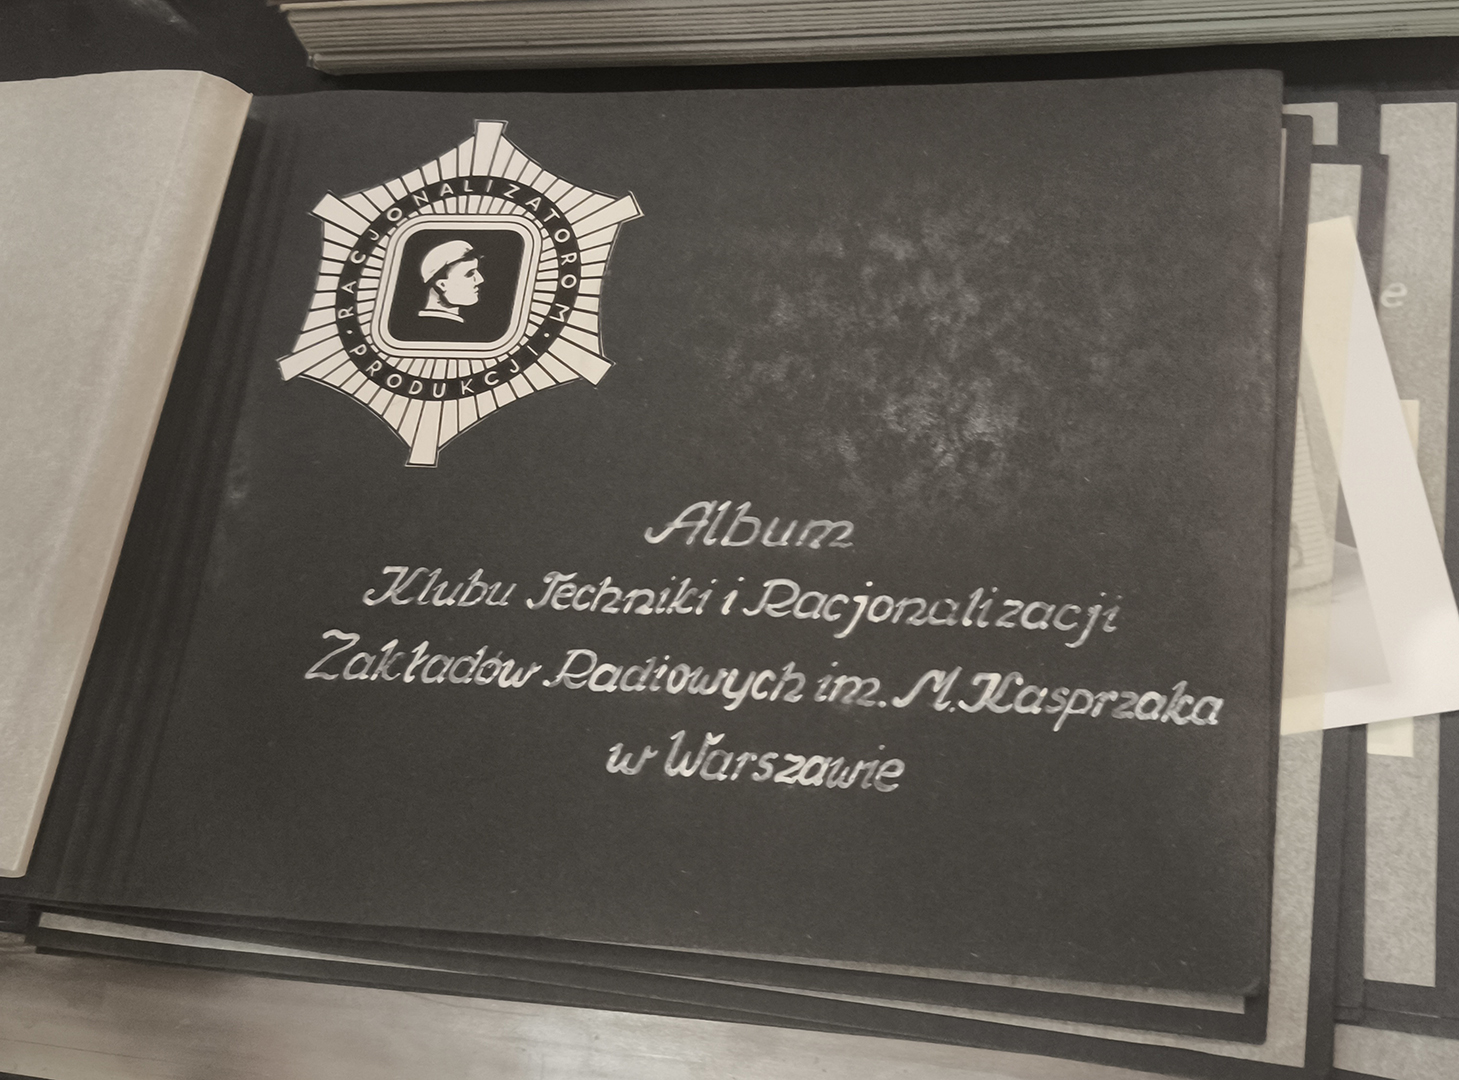 RACJONALIZATOROM
PRODUKCJI
Album
Klubu Techniki i Racjonalizacji
Zakładów Radiowych im. M. Kasprzaka
w Warszawie
e